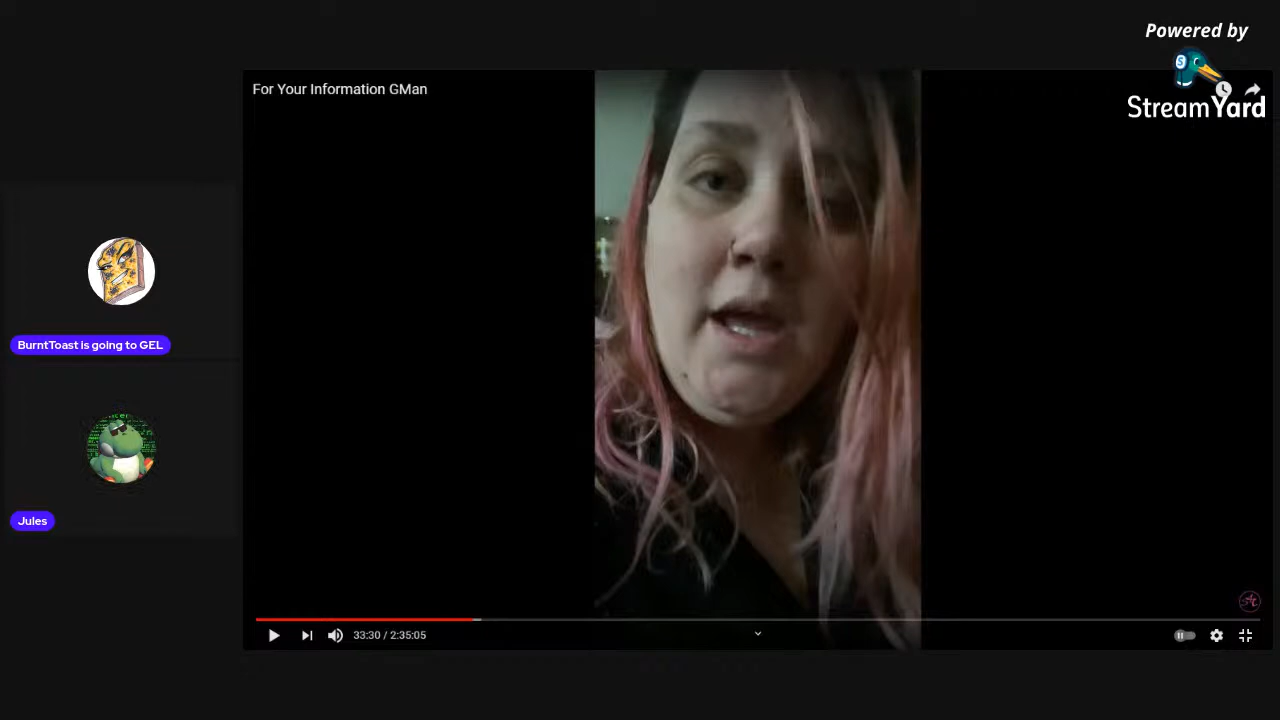 Powered by
StreamYard
For Your Information GMan
BurntToast is going to GEL
Jules
33:30 / 2:35:05